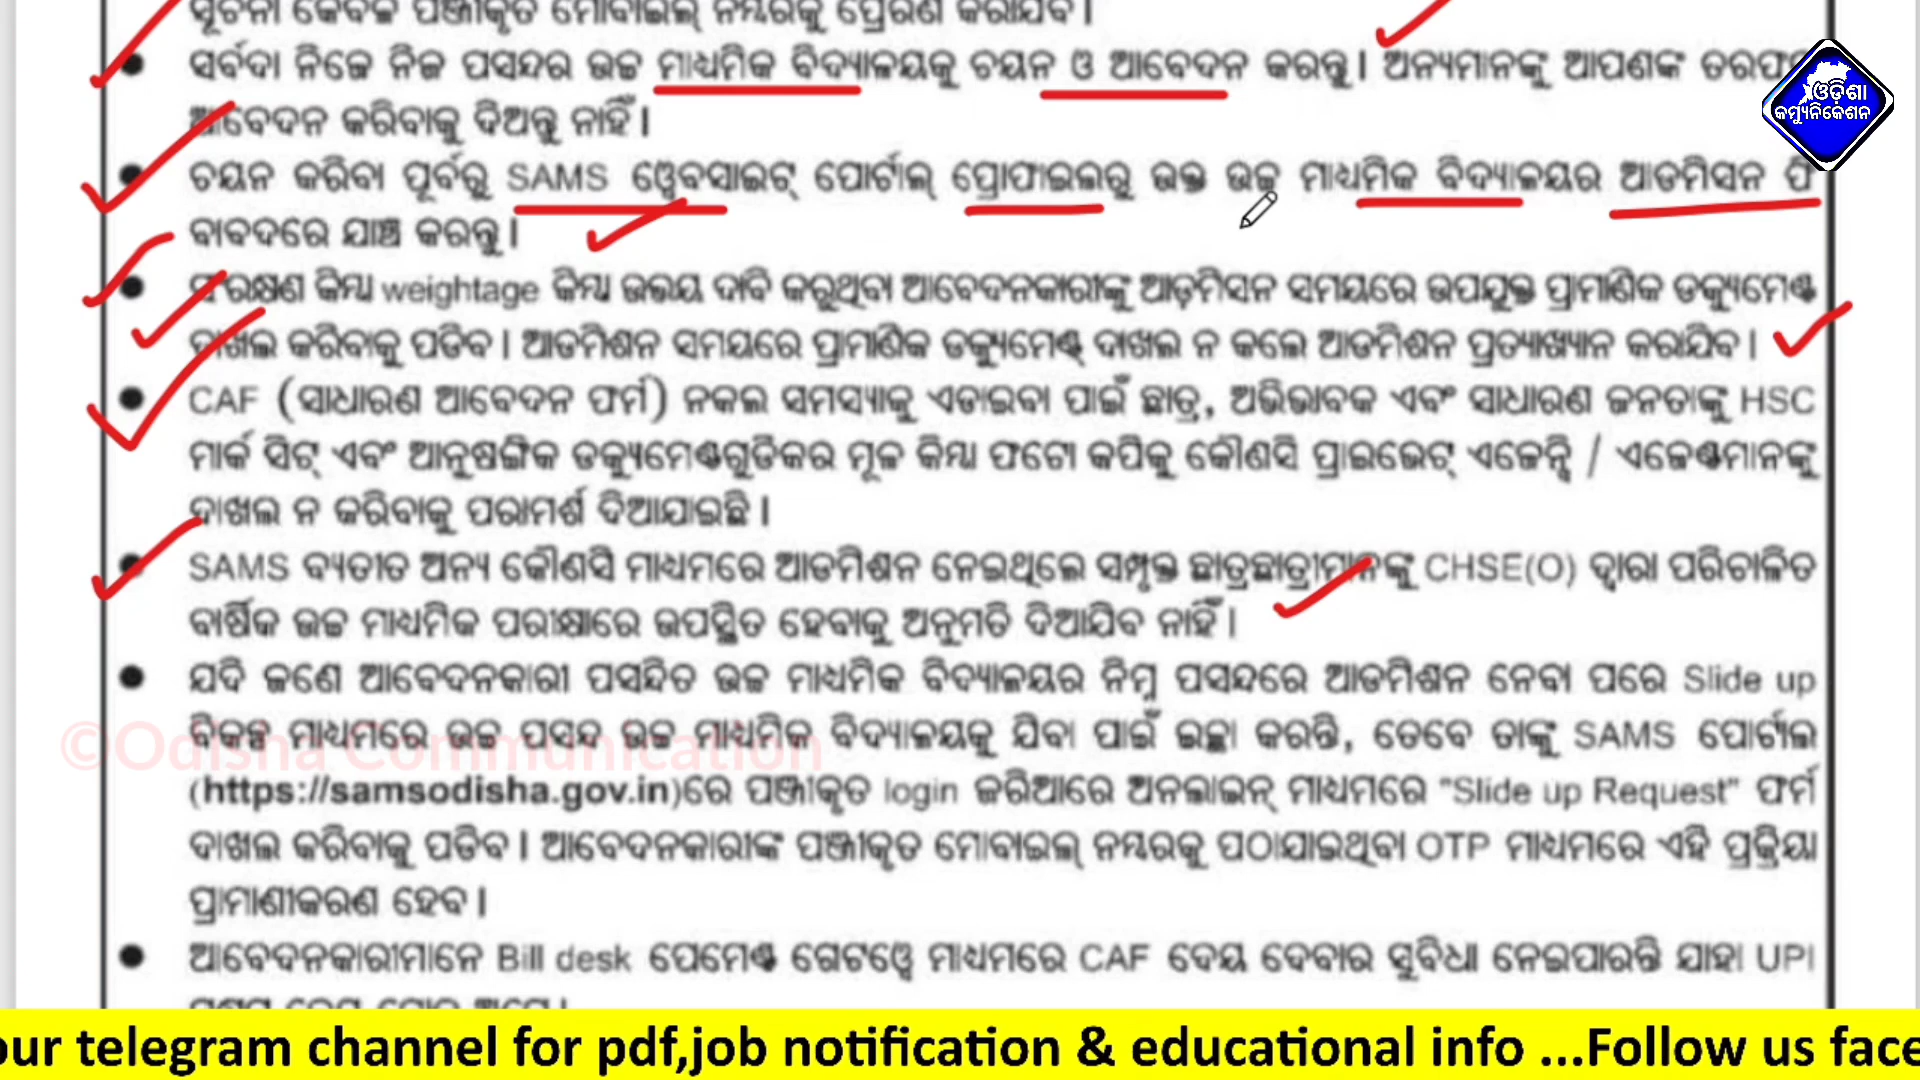 ସୂଚନା କେବଳ ପଞ୍ଜୀକୃତ ମୋବାଇଲ୍ ନମ୍ବରକୁ ପ୍ରେରଣ କରାଯିବ।
● ସର୍ବଦା ନିଜେ ନିଜ ପସନ୍ଦର ଉଚ୍ଚ ମାଧ୍ୟମିକ ବିଦ୍ୟାଳୟକୁ ଚୟନ ଓ ଆବେଦନ କରନ୍ତୁ। ଅନ୍ୟମାନଙ୍କୁ ଆପଣଙ୍କ
ଆବେଦନ କରିବାକୁ ଦିଅନ୍ତୁ ନାହିଁ।
● ଚୟନ କରିବା ପୂର୍ବରୁ SAMS ୱେବସାଇଟ୍ ପୋର୍ଟାଲ୍ ପ୍ରୋଫାଇଲରୁ ଉକ୍ତ ଉଚ୍ଚ ମାଧ୍ୟମିକ ବିଦ୍ୟାଳୟର ଆଡମିସନ ଫି
ବାବଦରେ ଯାଞ୍ଚ କରନ୍ତୁ।
● ସଂରକ୍ଷଣ କିମ୍ବା weightage କିମ୍ବା ଉଭୟ ଦାବି କରୁଥିବା ଆବେଦନକାରୀଙ୍କୁ ଆଡ଼ମିସନ ସମୟରେ ଉପଯୁକ୍ତ ପ୍ରାମାଣିକ ଡକ୍ୟୁମେଣ୍ଟ
ଦାଖଲ କରିବାକୁ ପଡିବ। ଆଡମିଶନ ସମୟରେ ପ୍ରାମାଣିକ ଡକ୍ୟୁମେଣ୍ଟ୍ ଦାଖଲ ନ କଲେ ଆଡମିଶନ ପ୍ରତ୍ୟାଖ୍ୟାନ କରାଯିବ।
● CAF (ସାଧାରଣ ଆବେଦନ ଫର୍ମ) ନକଲ ସମସ୍ୟାକୁ ଏଡାଇବା ପାଇଁ ଛାତ୍ର, ଅଭିଭାବକ ଏବଂ ସାଧାରଣ ଜନତାଙ୍କୁ HSC
ମାର୍କ ସିଟ୍ ଏବଂ ଆନୁଷଙ୍ଗିକ ଡକ୍ୟୁମେଣ୍ଟଗୁଡିକର ମୂଳ କିମ୍ବା ଫଟୋ କପିକୁ କୌଣସି ପ୍ରାଇଭେଟ୍ ଏଜେନ୍ସି / ଏଜେଣ୍ଟମାନଙ୍କୁ
ଦାଖଲ ନ କରିବାକୁ ପରାମର୍ଶ ଦିଆଯାଇଛି।
● SAMS ବ୍ୟତୀତ ଅନ୍ୟ କୌଣସି ମାଧ୍ୟମରେ ଆଡମିଶନ ନେଇଥିଲେ ସମ୍ପୃକ୍ତ ଛାତ୍ରଛାତ୍ରୀମାନଙ୍କୁ CHSE(O) ଦ୍ୱାରା ପରିଚାଳିତ
ବାର୍ଷିକ ଉଚ୍ଚ ମାଧ୍ୟମିକ ପରୀକ୍ଷାରେ ଉପସ୍ଥିତ ହେବାକୁ ଅନୁମତି ଦିଆଯିବ ନାହିଁ।
● ଯଦି ଜଣେ ଆବେଦନକାରୀ ପସନ୍ଦିତ ଉଚ୍ଚ ମାଧ୍ୟମିକ ବିଦ୍ୟାଳୟର ନିମ୍ନ ପସନ୍ଦରେ ଆଡମିଶନ ନେବା ପରେ Slide up
ବିକଳ୍ପ ମାଧ୍ୟମରେ ଉଚ୍ଚ ପସନ୍ଦ ଉଚ୍ଚ ମାଧ୍ୟମିକ ବିଦ୍ୟାଳୟକୁ ଯିବା ପାଇଁ ଇଚ୍ଛା କରନ୍ତି, ତେବେ ତାଙ୍କୁ SAMS ପୋର୍ଟାଲ
(https://samsodisha.gov.in)ରେ ପଞ୍ଜୀକୃତ login ଜରିଆରେ ଅନଲାଇନ୍ ମାଧ୍ୟମରେ "Slide up Request" ଫର୍ମ
ଦାଖଲ କରିବାକୁ ପଡିବ। ଆବେଦନକାରୀଙ୍କ ପଞ୍ଜୀକୃତ ମୋବାଇଲ୍ ନମ୍ବରକୁ ପଠାଯାଇଥିବା OTP ମାଧ୍ୟମରେ ଏହି ପ୍ରକ୍ରିୟା
ପ୍ରାମାଣୀକରଣ ହେବ।
● ଆବେଦନକାରୀମାନେ Bill desk ପେମେଣ୍ଟ ଗେଟୱେ ମାଧ୍ୟମରେ CAF ଦେୟ ଦେବାର ସୁବିଧା ନେଇପାରନ୍ତି ଯାହା UPI
©Odisha Communication
ଓଡ଼ିଶା
କମ୍ୟୁନିକେଶନ
our telegram channel for pdf,job notification & educational info ...Follow us face